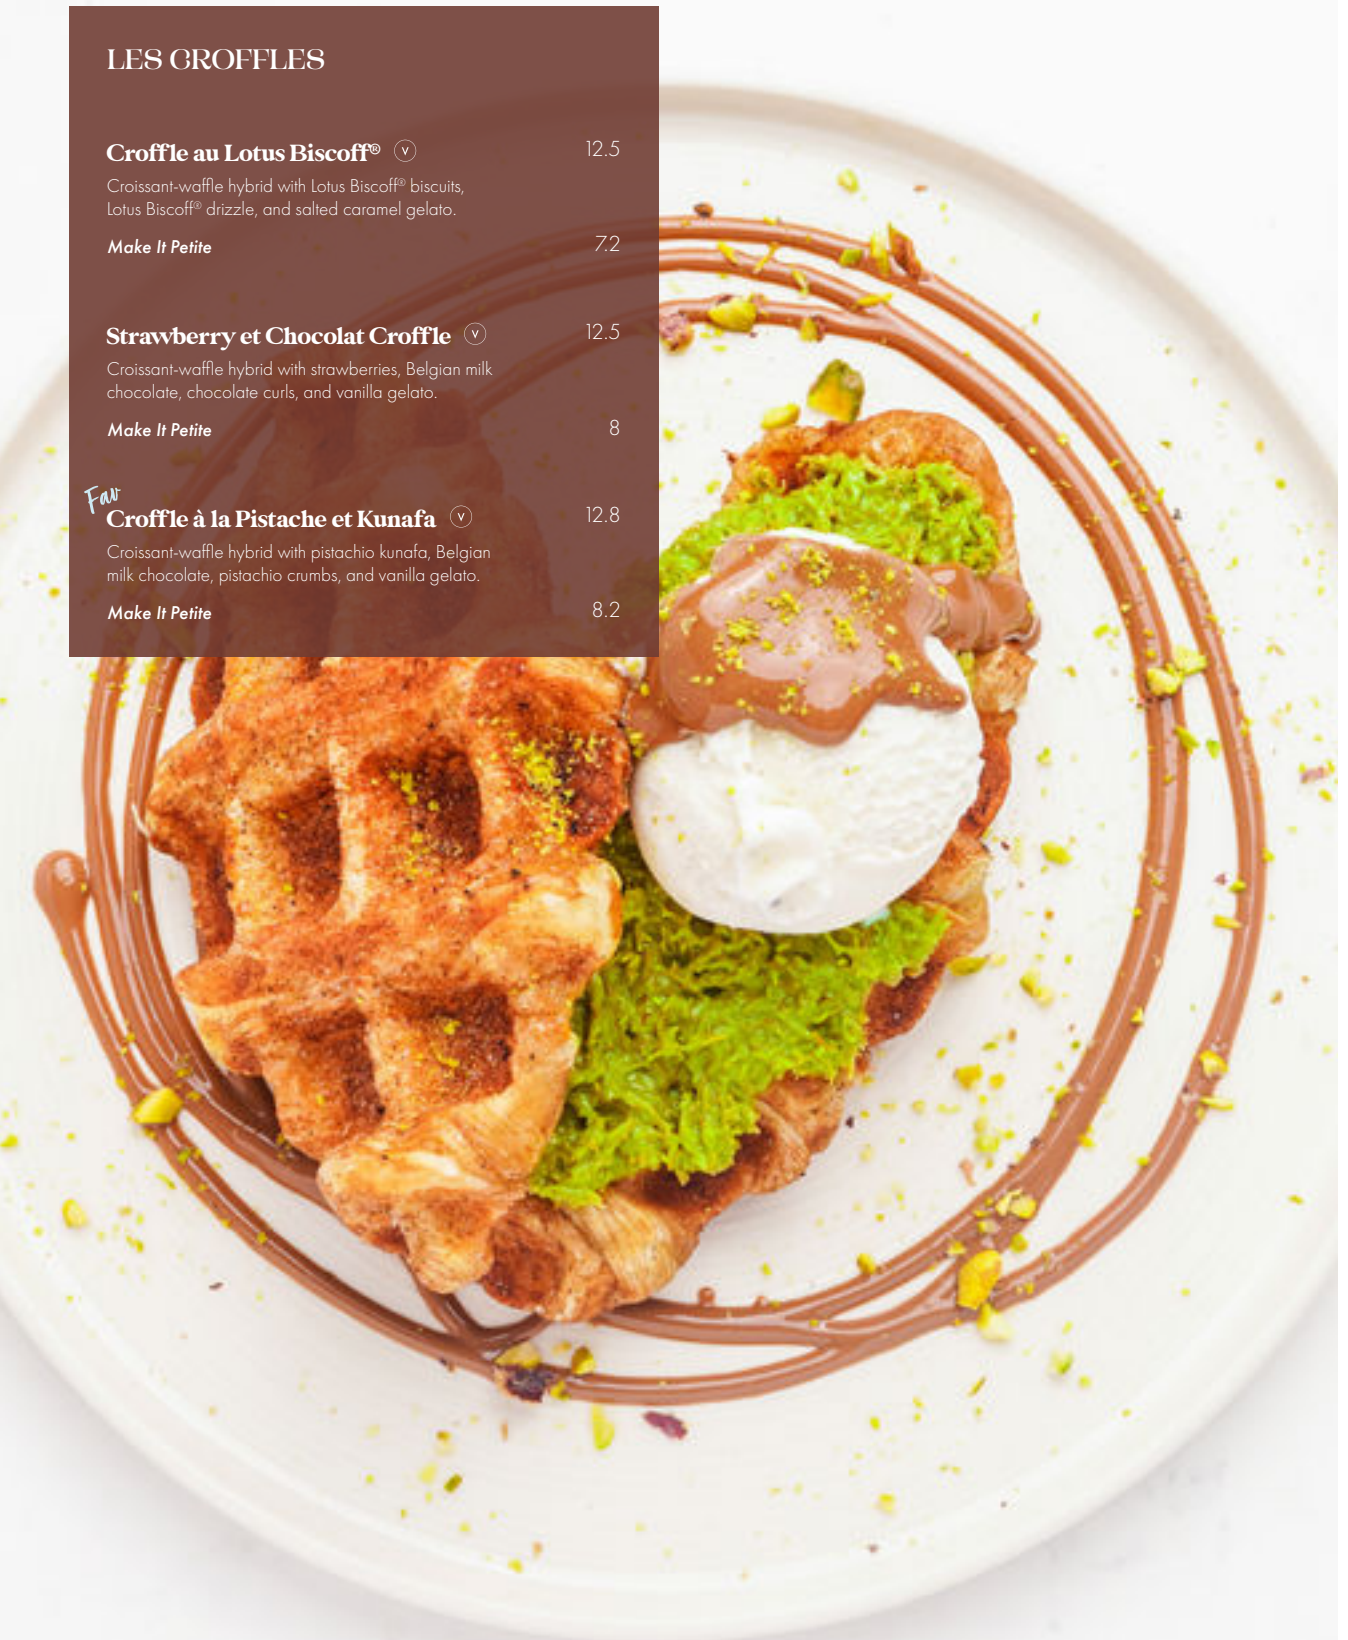 LES CROFFLES
Croffle au Lotus Biscoff® V 12.5
Croissant-waffle hybrid with Lotus Biscoff® biscuits,
Lotus Biscoff® drizzle, and salted caramel gelato.
Make It Petite 7.2
Strawberry et Chocolat Croffle V 12.5
Croissant-waffle hybrid with strawberries, Belgian milk
chocolate, chocolate curls, and vanilla gelato.
Make It Petite 8
Fav
Croffle à la Pistache et Kunafa V 12.8
Croissant-waffle hybrid with pistachio kunafa, Belgian
milk chocolate, pistachio crumbs, and vanilla gelato.
Make It Petite 8.2